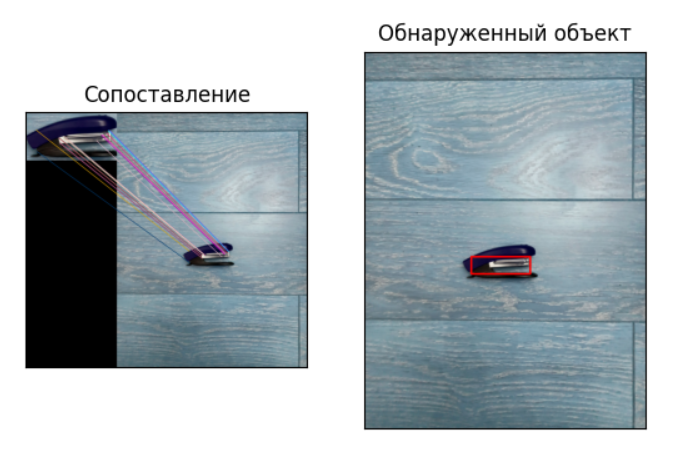 Обнаруженный объект
Сопоставление